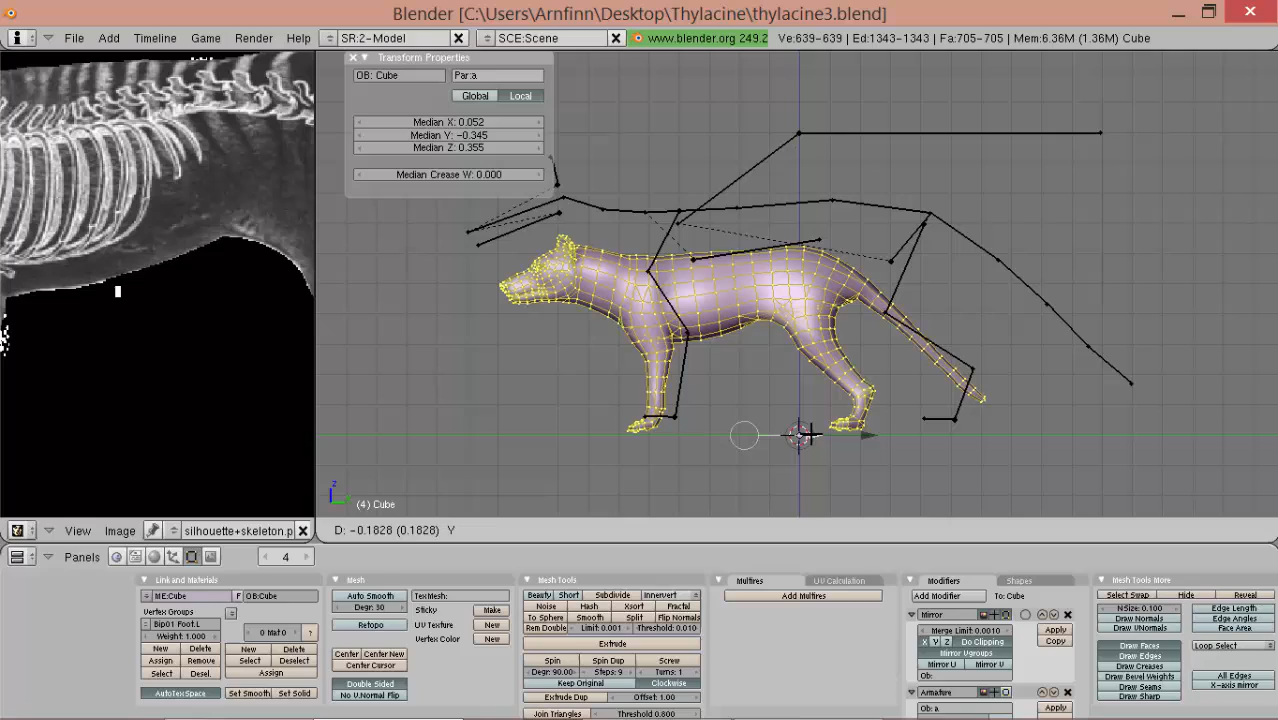 Blender [C:\Users\Arnfinn\Desktop\Thylacine\thylacine3.blend]
File Add Timeline Game Render Help SR:2-Model SCE:Scene www.blender.org 249.2 Ve:639-639 | Ed:1343-1343 | Fa:705-705 | Mem:6.36M (1.36M) Cube
Transform Properties
OB: Cube Par:a
Global Local
Median X: 0.052
Median Y: -0.345
Median Z: 0.355
Median Crease W: 0.000
z
(4) Cube
View Image silhouette+skeleton.p D: -0.1828 (0.1828) Y
Panels 4
Link and Materials
ME:Cube F OB:Cube
Vertex Groups
Bip01 Foot.L
Weight: 1.000 0 Mat 0 ?
New Delete New Delete
Assign Remove Select Deselect
Select Desel. Assign
AutoTexSpace Set Smooth Set Solid
Mesh
Auto Smooth
Degr: 30
Retopo
TexMesh:
Sticky Make
UV Texture New
Vertex Color New
Center Center New
Center Cursor
Double Sided
No V.Normal Flip
Mesh Tools
Beauty Short Subdivide Innervert
Noise Hash Xsort Fractal
To Sphere Smooth Split
Rem Double Limit: 0.001 Threshold: 0.010
Extrude
Spin Spin Dup Screw
Degr: 90.00 Steps: 9 Turns: 1
Keep Original Clockwise
Extrude Dup Offset: 1.00
Join Triangles Threshold 0.800
Multires UV Calculation
Add Multires
Modifiers Shapes
Add Modifier To: Cube
Mirror
Merge Limit: 0.0010 Apply
X Y Z Do Clipping Copy
Mirror Vgroups
Mirror U Mirror V
Ob:
Armature
Ob: a Apply
Mesh Tools More
Select Swap Hide Reveal
NSize: 0.100 Edge Length
Draw Normals Edge Angles
Draw VNormals Face Area
Draw Faces Loop Select
Draw Edges
Draw Creases
Draw Bevel Weights All Edges
Draw Seams X-axis mirror
Draw Sharp